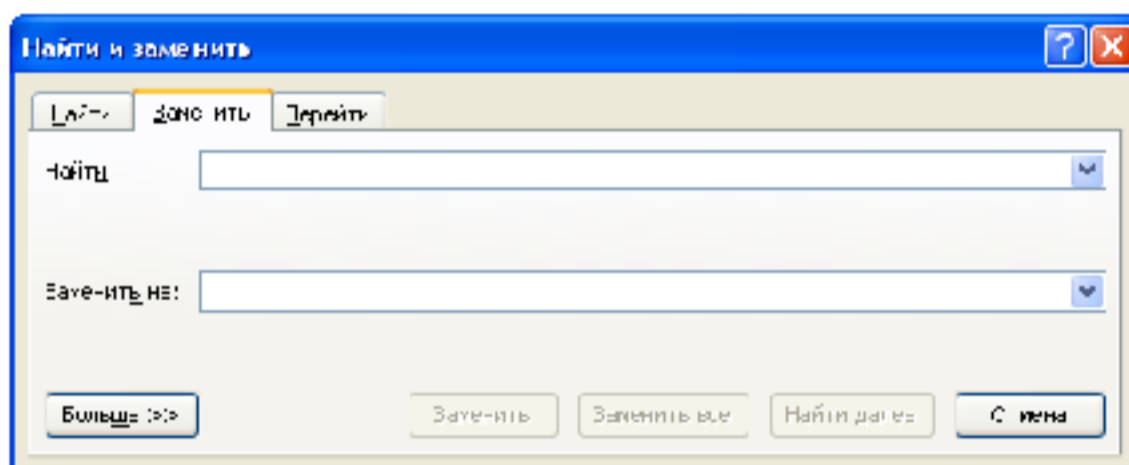 Найти и заменить
Найти Заменить Перейти
Найти
Заменить на:
Больше >> Заменить Заменить все Найти далее Отмена